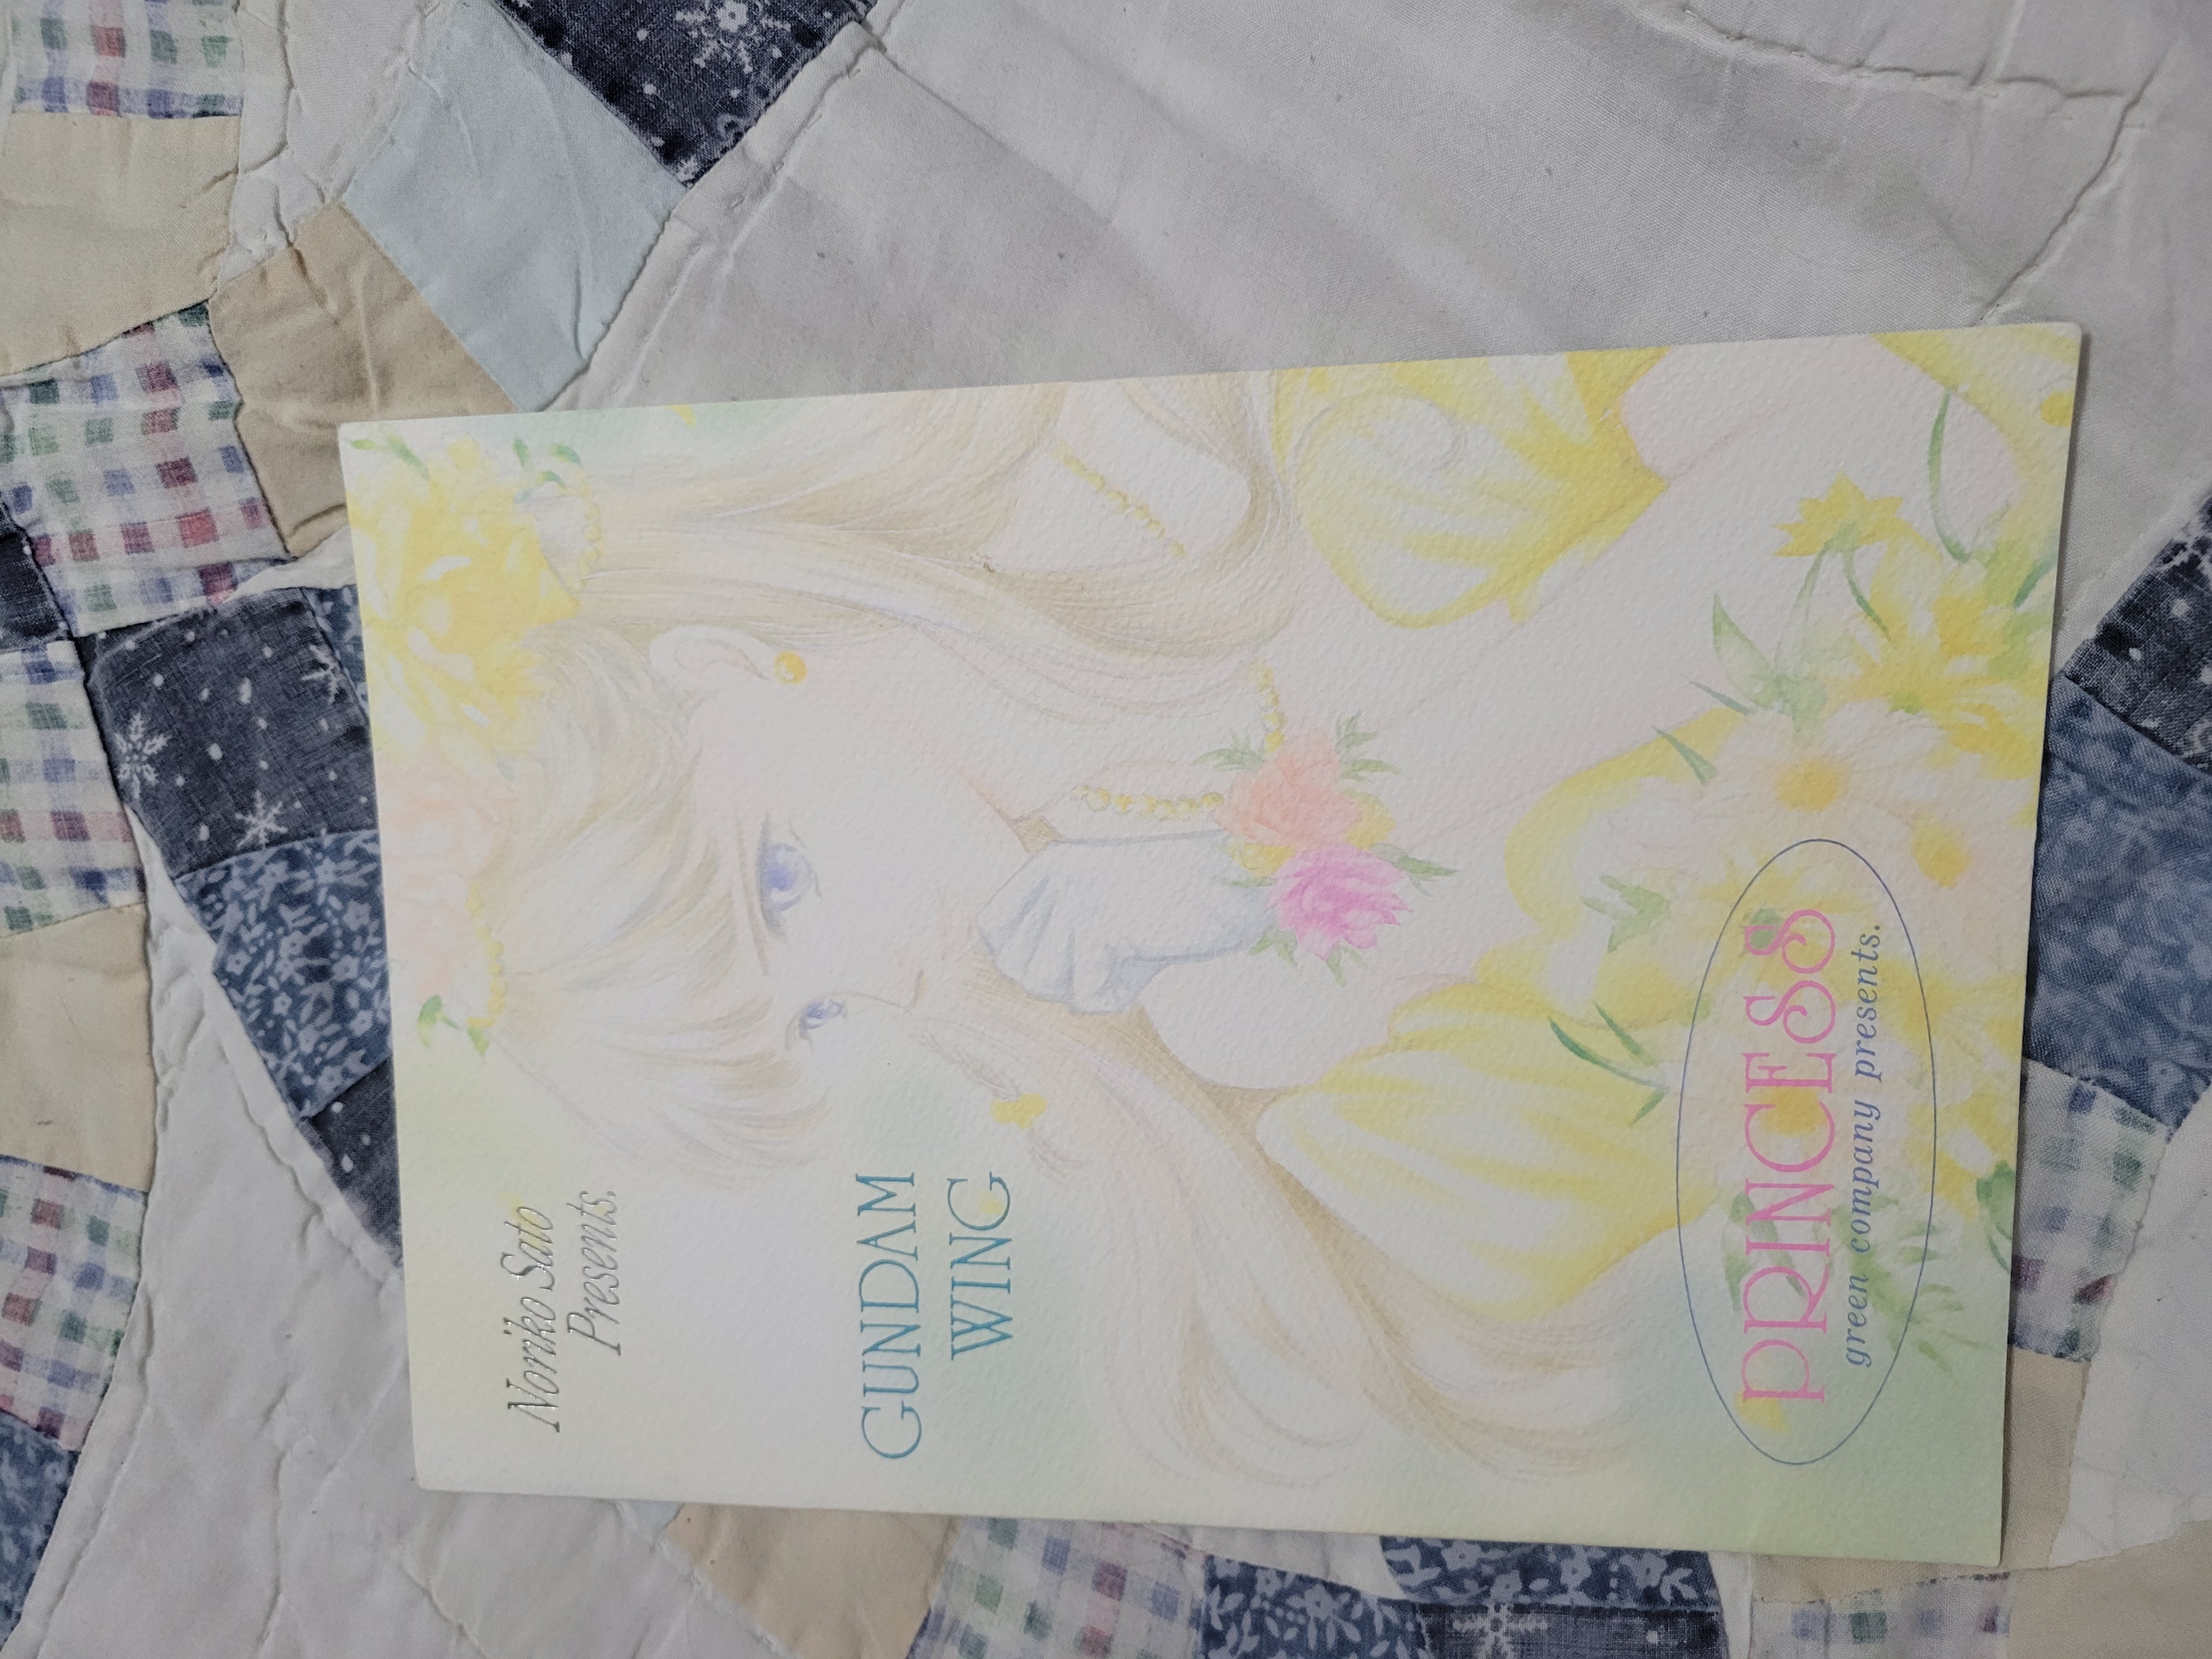 Noriko Sato
Presents.
GUNDAM
WING
PRINCESS
green company presents.